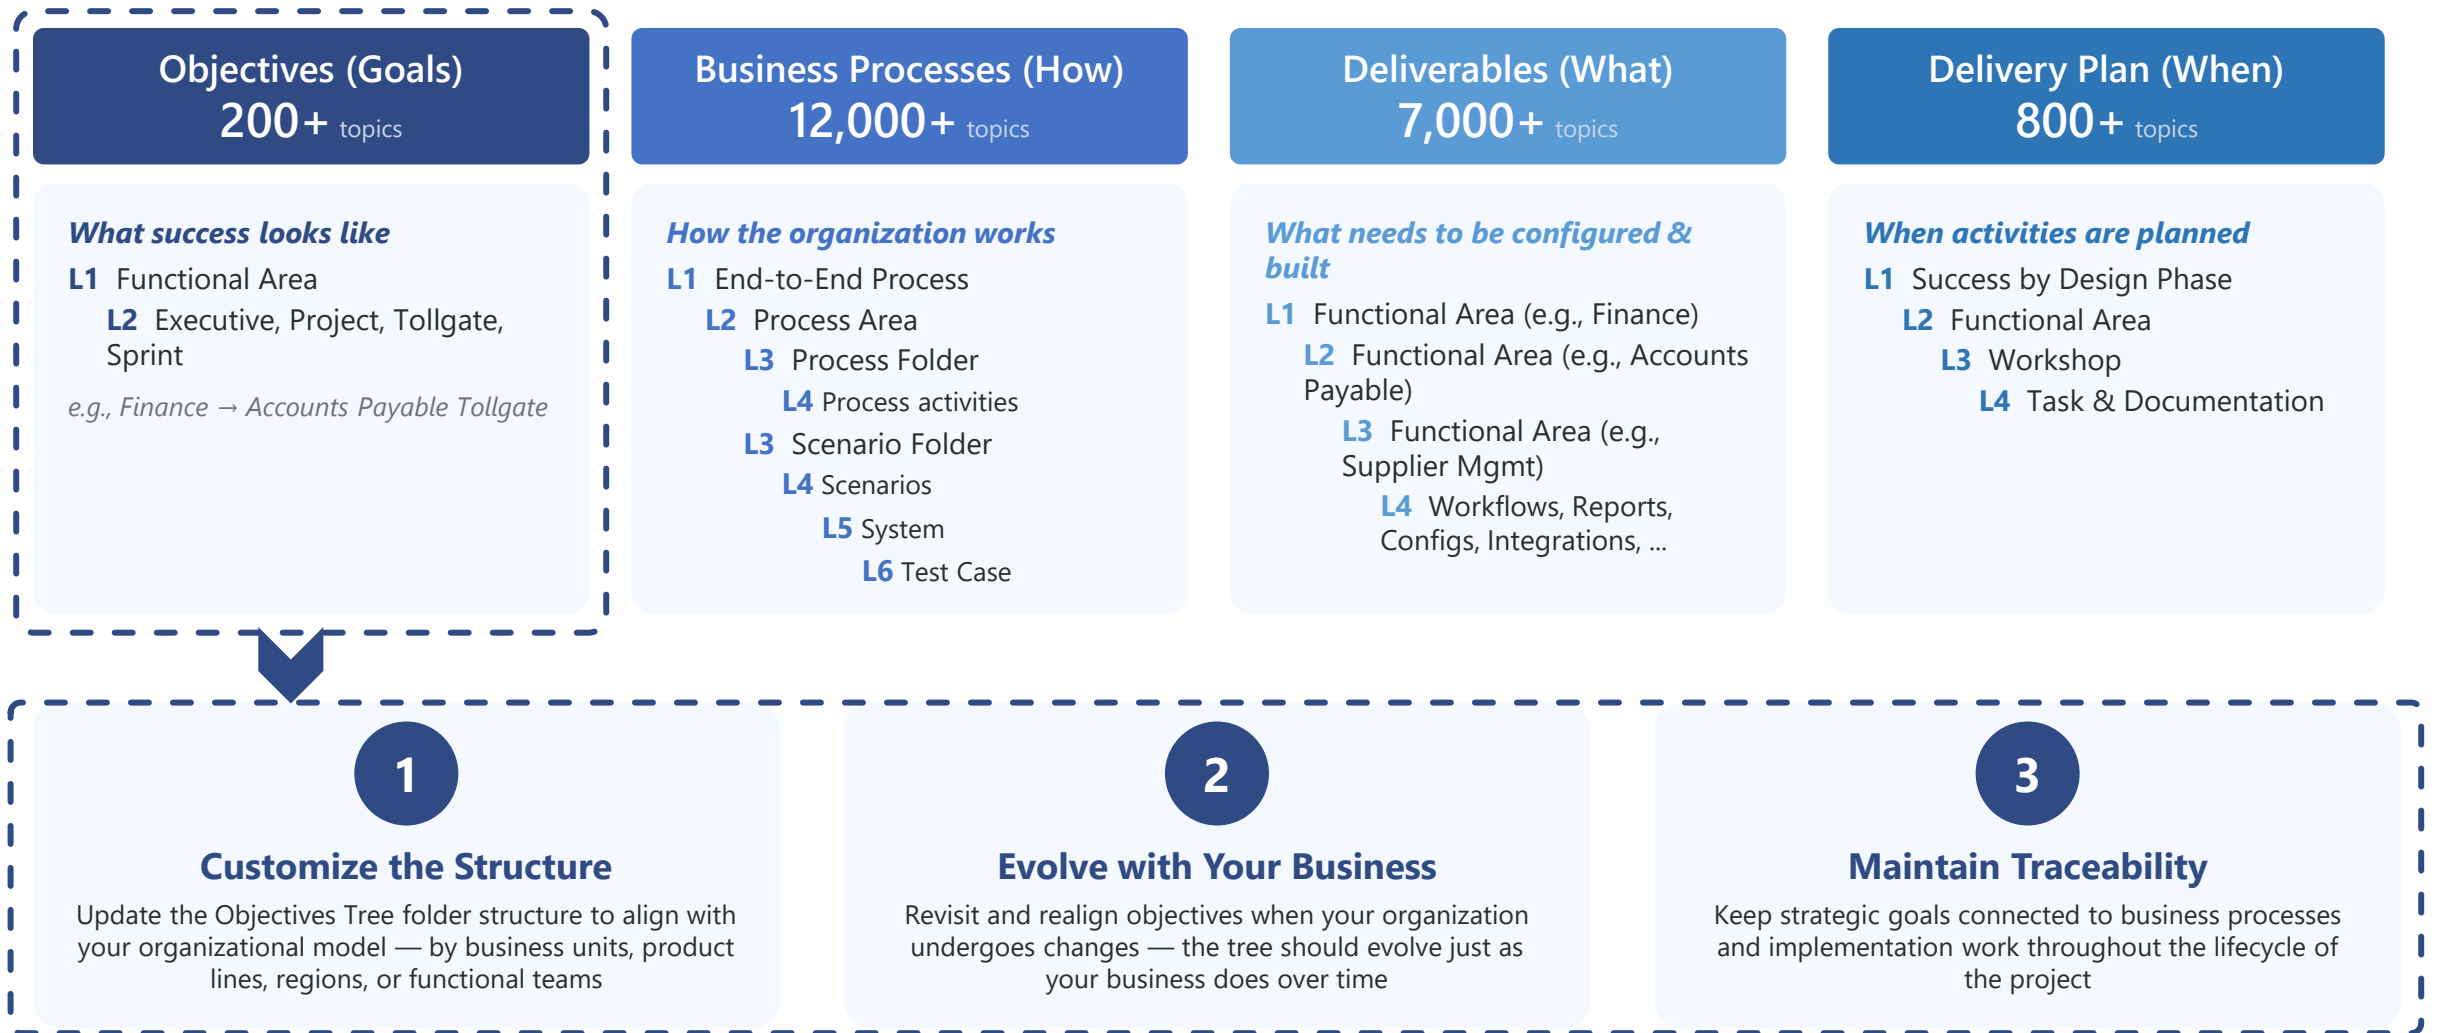 Objectives (Goals)
200+ topics
What success looks like
L1 Functional Area
L2 Executive, Project, Tollgate,
Sprint
e.g., Finance → Accounts Payable Tollgate
Business Processes (How)
12,000+ topics
How the organization works
L1 End-to-End Process
L2 Process Area
L3 Process Folder
L4 Process activities
L3 Scenario Folder
L4 Scenarios
L5 System
L6 Test Case
Deliverables (What)
7,000+ topics
What needs to be configured &
built
L1 Functional Area (e.g., Finance)
L2 Functional Area (e.g., Accounts
Payable)
L3 Functional Area (e.g.,
Supplier Mgmt)
L4 Workflows, Reports,
Configs, Integrations, ...
Delivery Plan (When)
800+ topics
When activities are planned
L1 Success by Design Phase
L2 Functional Area
L3 Workshop
L4 Task & Documentation
1
Customize the Structure
Update the Objectives Tree folder structure to align with
your organizational model — by business units, product
lines, regions, or functional teams
2
Evolve with Your Business
Revisit and realign objectives when your organization
undergoes changes — the tree should evolve just as
your business does over time
3
Maintain Traceability
Keep strategic goals connected to business processes
and implementation work throughout the lifecycle of
the project